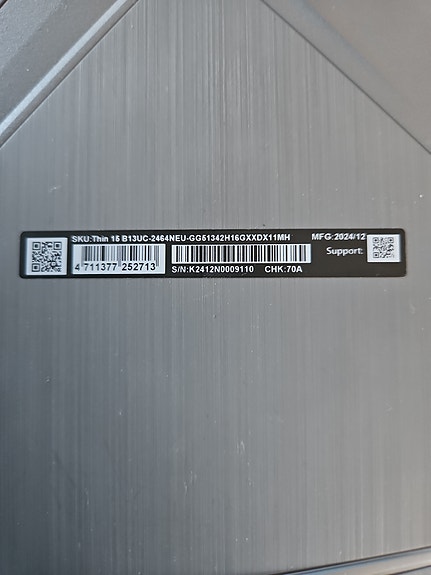 SKU:Thin 15 B13UC-2464NEU-GG51342H16GXXDX11MH MFG:2024/12
Support:
4 711377 252713
S/N:K2412N0009110 CHK:70A